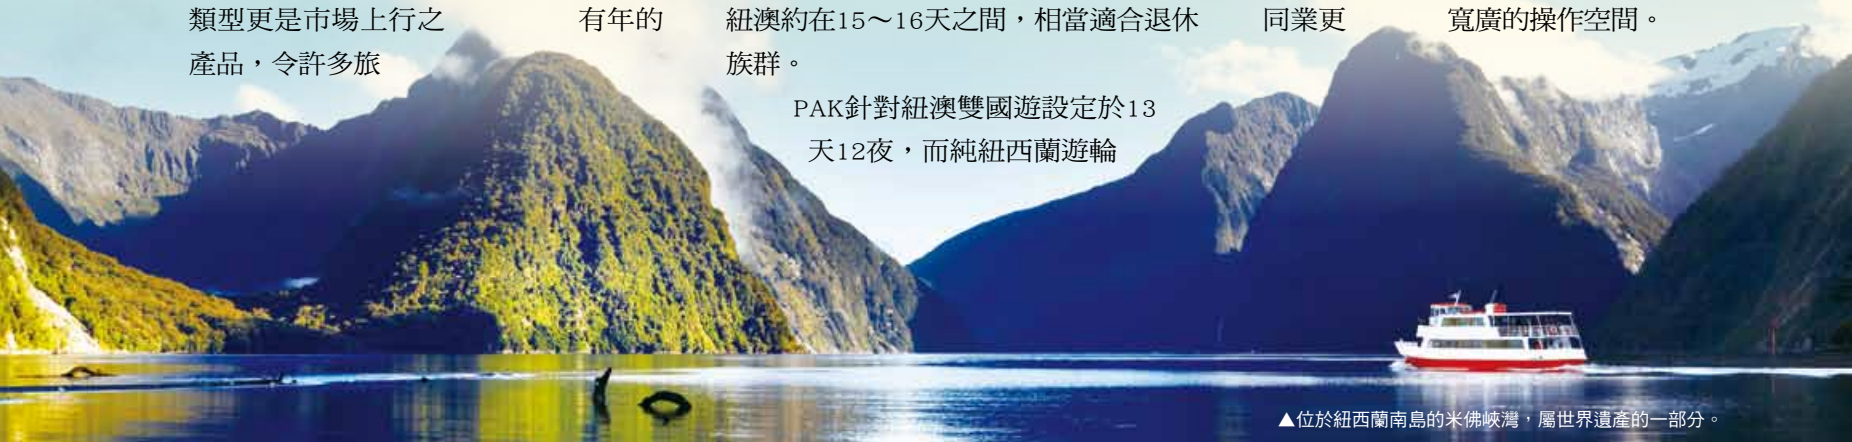 類型更是市場上行之
產品，令許多旅
有年的
紐澳約在15～16天之間，相當適合退休
族群。
PAK針對紐澳雙國遊設定於13
天12夜，而純紐西蘭遊輪
同業更
寬廣的操作空間。
▲位於紐西蘭南島的米佛峽灣，屬世界遺產的一部分。